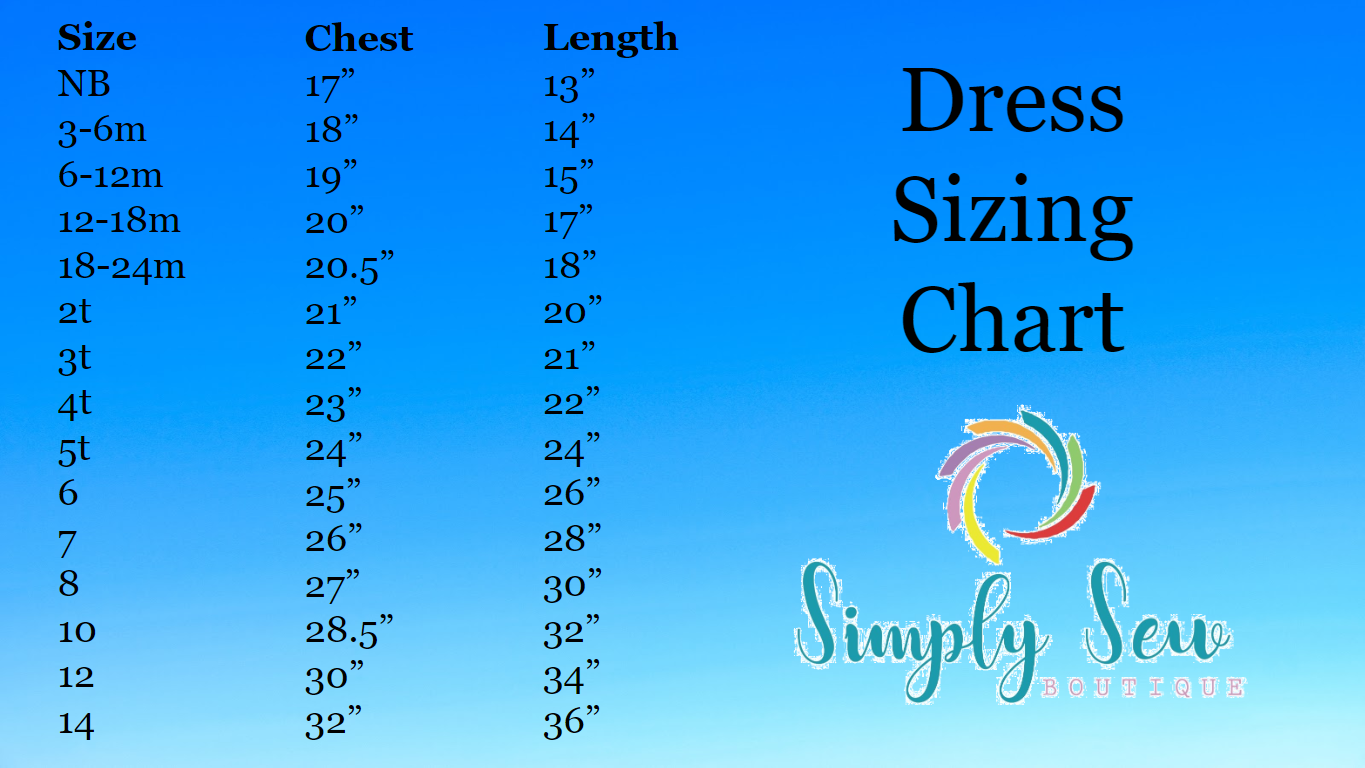 Size Chest Length
NB 17” 13”
3-6m 18” 14”
6-12m 19” 15”
12-18m 20” 17”
18-24m 20.5” 18”
2t 21” 20”
3t 22” 21”
4t 23” 22”
5t 24” 24”
6 25” 26”
7 26” 28”
8 27” 30”
10 28.5” 32”
12 30” 34”
14 32” 36”
Dress
Sizing
Chart
Simply Sew
BOUTIQUE